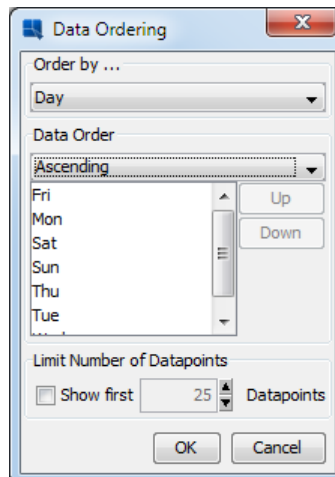 Data Ordering
Order by ...
Day
Data Order
Ascending
Fri
Mon
Sat
Sun
Thu
Tue
Up
Down
Limit Number of Datapoints
Show first 25 Datapoints
OK Cancel